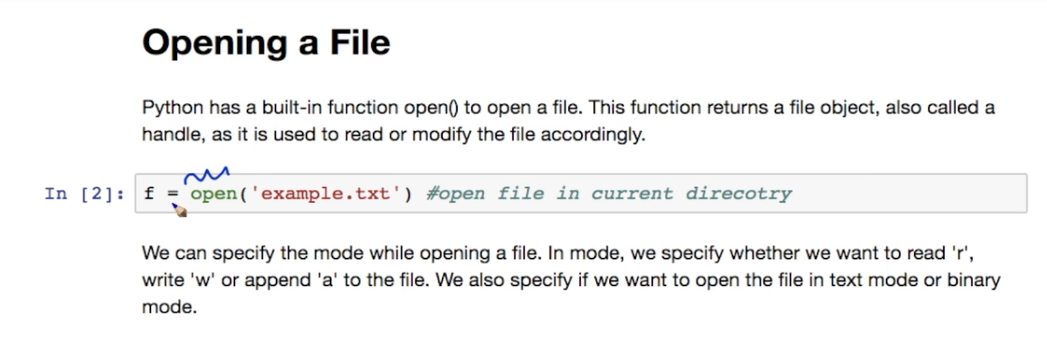 Opening a File
Python has a built-in function open() to open a file. This function returns a file object, also called a
handle, as it is used to read or modify the file accordingly.
In [2]: f = open('example.txt') #open file in current direcotry
We can specify the mode while opening a file. In mode, we specify whether we want to read 'r',
write 'w' or append 'a' to the file. We also specify if we want to open the file in text mode or binary
mode.